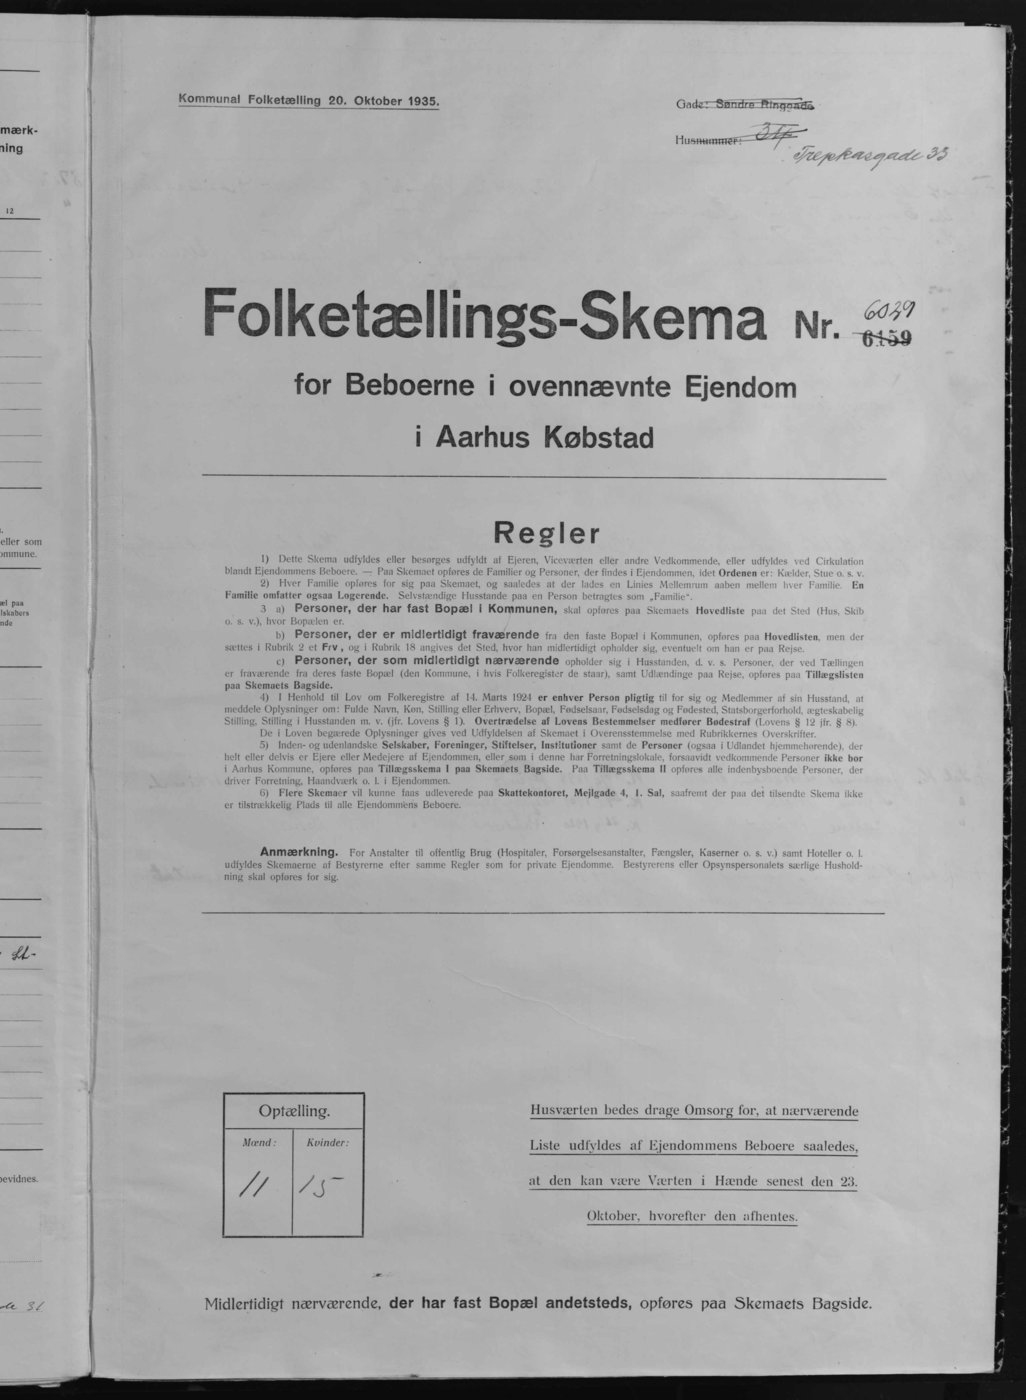 mærk-
ning
12
eller som
ommune.
æl paa
lskabers
nde
St-
bevidnes.
31
Kommunal Folketælling 20. Oktober 1935.
Gade: Søndre Ringgade
Husnummer: 34
Trepkasgade 33
Folketællings-Skema Nr. 6039
6159
for Beboerne i ovennævnte Ejendom
i Aarhus Købstad
Regler
1) Dette Skema udfyldes eller besørges udfyldt af Ejeren, Viceværten eller andre Vedkommende, eller udfyldes ved Cirkulation
blandt Ejendommens Beboere. — Paa Skemaet opføres de Familier og Personer, der findes i Ejendommen, idet Ordenen er: Kælder, Stue o. s. v.
2) Hver Familie opføres for sig paa Skemaet, og saaledes at der lades en Linies Mellemrum aaben mellem hver Familie. En
Familie omfatter ogsaa Logerende. Selvstændige Husstande paa en Person betragtes som „Familie".
3 a) Personer, der har fast Bopæl i Kommunen, skal opføres paa Skemaets Hovedliste paa det Sted (Hus, Skib
o. s. v.), hvor Bopælen er.
b) Personer, der er midlertidigt fraværende fra den faste Bopæl i Kommunen, opføres paa Hovedlisten, men der
sættes i Rubrik 2 et Frv, og i Rubrik 18 angives det Sted, hvor han midlertidigt opholder sig, eventuelt om han er paa Rejse.
c) Personer, der som midlertidigt nærværende opholder sig i Husstanden, d. v. s. Personer, der ved Tællingen
er fraværende fra deres faste Bopæl (den Kommune, i hvis Folkeregister de staar), samt Udlændinge paa Rejse, opføres paa Tillægslisten
paa Skemaets Bagside.
4) I Henhold til Lov om Folkeregistre af 14. Marts 1924 er enhver Person pligtig til for sig og Medlemmer af sin Husstand, at
meddele Oplysninger om: Fulde Navn, Køn, Stilling eller Erhverv, Bopæl, Fødselsaar, Fødselsdag og Fødested, Statsborgerforhold, ægteskabelig
Stilling, Stilling i Husstanden m. v. (jfr. Lovens § 1). Overtrædelse af Lovens Bestemmelser medfører Bødestraf (Lovens § 12 jfr. § 8).
De i Loven begærede Oplysninger gives ved Udfyldelsen af Skemaet i Overensstemmelse med Rubrikkernes Overskrifter.
5) Inden- og udenlandske Selskaber, Foreninger, Stiftelser, Institutioner samt de Personer (ogsaa i Udlandet hjemmehørende), der
helt eller delvis er Ejere eller Medejere af Ejendommen, eller som i denne har Forretningslokale, forsaavidt vedkommende Personer ikke bor
i Aarhus Kommune, opføres paa Tillægsskema I paa Skemaets Bagside. Paa Tillægsskema II opføres alle indenbysboende Personer, der
driver Forretning, Haandværk o. l. i Ejendommen.
6) Flere Skemaer vil kunne faas udleverede paa Skattekontoret, Mejlgade 4, 1. Sal, saafremt der paa det tilsendte Skema ikke
er tilstrækkelig Plads til alle Ejendommens Beboere.
Anmærkning. For Anstalter til offentlig Brug (Hospitaler, Forsørgelsesanstalter, Fængsler, Kaserner o. s. v.) samt Hoteller o. l.
udfyldes Skemaerne af Bestyrerne efter samme Regler som for private Ejendomme. Bestyrerens eller Opsynspersonalets særlige Hushold-
ning skal opføres for sig.
Optælling.
Mænd: Kvinder:
11 15
Husværten bedes drage Omsorg for, at nærværende
Liste udfyldes af Ejendommens Beboere saaledes,
at den kan være Værten i Hænde senest den 23.
Oktober, hvorefter den afhentes.
Midlertidigt nærværende, der har fast Bopæl andetsteds, opføres paa Skemaets Bagside.